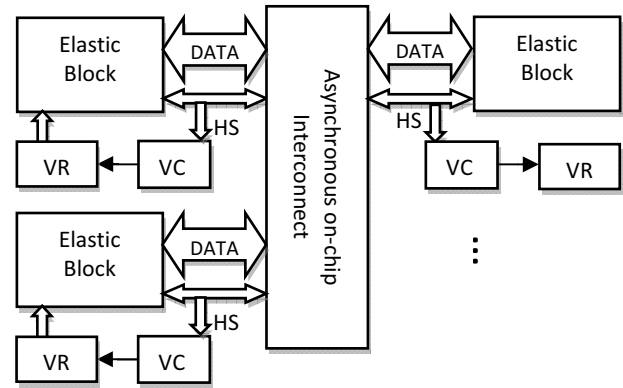 Elastic
Block
DATA
HS
VR
VC
Elastic
Block
DATA
HS
VR
VC
Asynchronous on-chip
Interconnect
DATA
Elastic
Block
HS
VC
VR